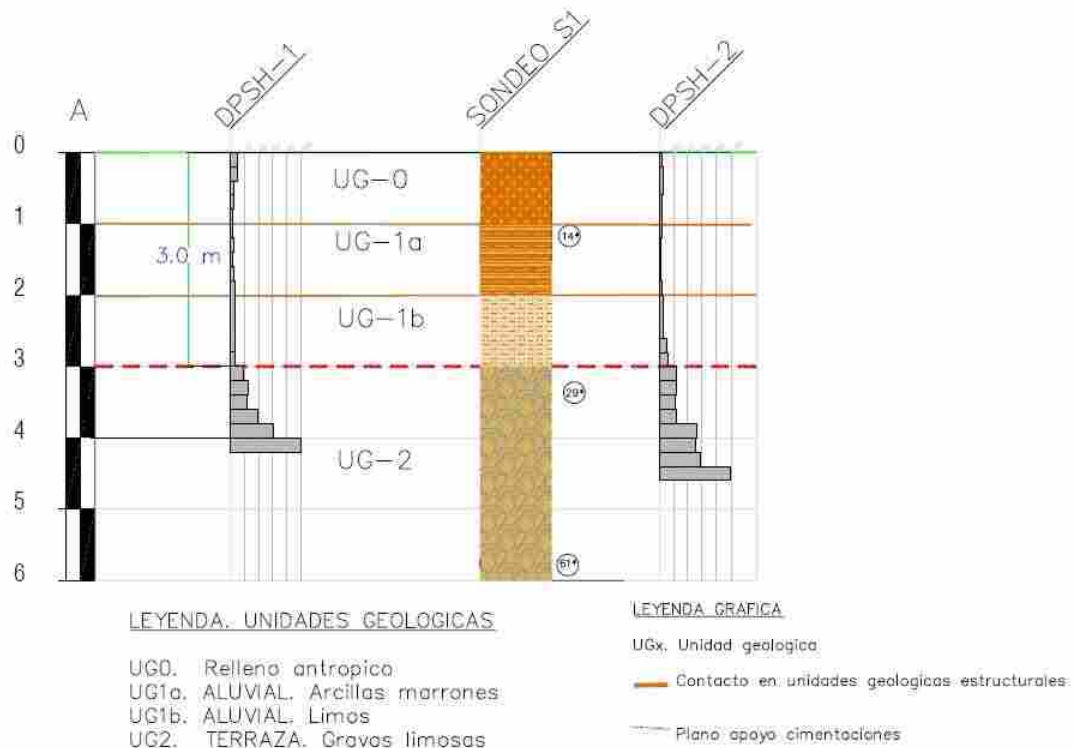 DPSH-1
SONDEO S1
DPSH-2
A
0
UG-0
1
UG-1a
14*
3.0 m
2
UG-1b
3
29*
4
UG-2
5
61*
6
LEYENDA. UNIDADES GEOLOGICAS
UG0. Relleno antropico
UG1a. ALUVIAL. Arcillas marrones
UG1b. ALUVIAL. Limos
UG2. TERRAZA. Gravas limosas
LEYENDA GRAFICA
UGx. Unidad geologica
Contacto en unidades geologicas estructurales
Plano apoyo cimentaciones